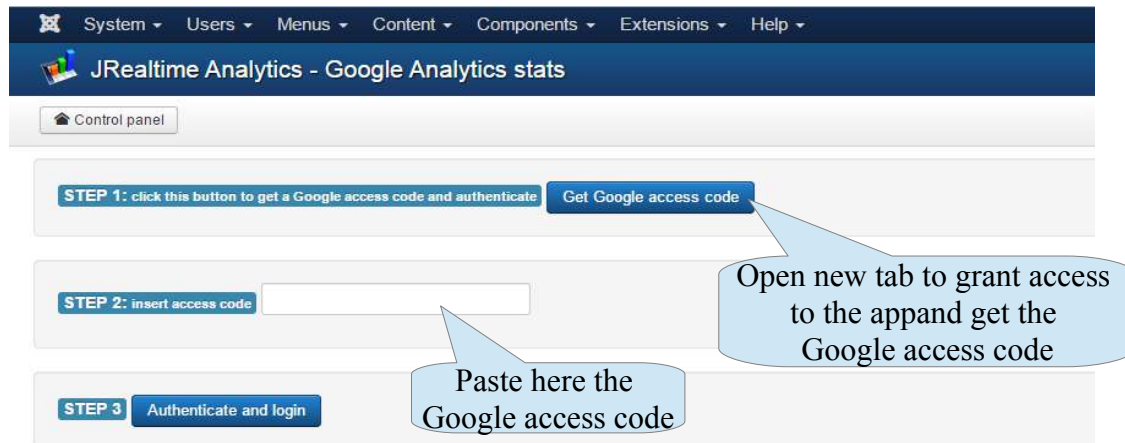 System Users Menus Content Components Extensions Help
JRealtime Analytics - Google Analytics stats
Control panel
STEP 1: click this button to get a Google access code and authenticate Get Google access code
Open new tab to grant access
to the appand get the
Google access code
STEP 2: insert access code
Paste here the
Google access code
STEP 3 Authenticate and login